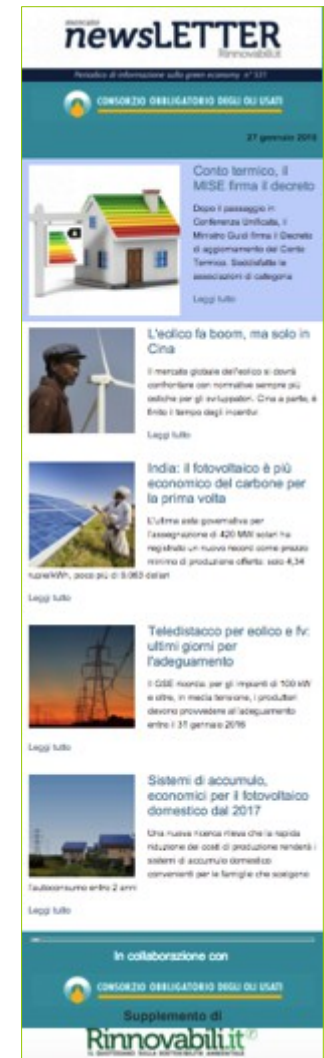 mercato
newsLETTER
Rinnovabili.it
Periodico di informazione sulla green economy n° 531
CONSORZIO OBBLIGATORIO DEGLI OLI USATI
27 gennaio 2016
Conto termico, il
MISE firma il decreto
Dopo il passaggio in
Conferenza Unificata, il
Ministro Guidi firma il Decreto
di aggiornamento del Conto
Termico. Soddisfatte le
associazioni di categoria
Leggi tutto
L'eolico fa boom, ma solo in
Cina
Il mercato globale dell'eolico si dovrà
confrontare con normative sempre più
ostiche per gli sviluppatori. Cina a parte, è
finito il tempo degli incentivi
Leggi tutto
India: il fotovoltaico è più
economico del carbone per
la prima volta
L'ultima asta governativa per
l'assegnazione di 420 MW solari ha
registrato un nuovo record come prezzo
minimo di produzione offerto: solo 4,34
rupie/kWh, poco più di 0.063 dollari
Leggi tutto
Teledistacco per eolico e fv:
ultimi giorni per
l'adeguamento
Il GSE ricorda: per gli impianti di 100 kW
e oltre, in media tensione, i produttori
devono provvedere all'adeguamento
entro il 31 gennaio 2016
Leggi tutto
Sistemi di accumulo,
economici per il fotovoltaico
domestico dal 2017
Una nuova ricerca rileva che la rapida
riduzione dei costi di produzione renderà i
sistemi di accumulo domestico
convenienti per le famiglie che scelgono
l'autoconsumo entro 2 anni
Leggi tutto
In collaborazione con
CONSORZIO OBBLIGATORIO DEGLI OLI USATI
Supplemento di
Rinnovabili.it
IL QUOTIDIANO SULLA SOSTENIBILITÀ AMBIENTALE